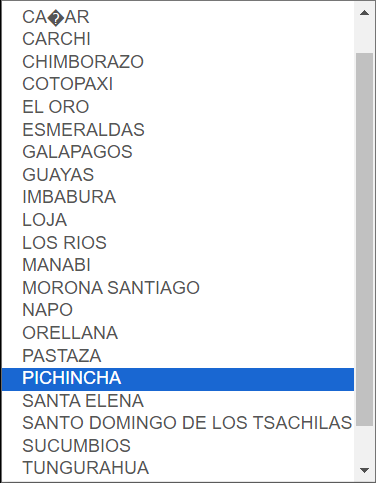 CA�AR
CARCHI
CHIMBORAZO
COTOPAXI
EL ORO
ESMERALDAS
GALAPAGOS
GUAYAS
IMBABURA
LOJA
LOS RIOS
MANABI
MORONA SANTIAGO
NAPO
ORELLANA
PASTAZA
PICHINCHA
SANTA ELENA
SANTO DOMINGO DE LOS TSACHILAS
SUCUMBIOS
TUNGURAHUA